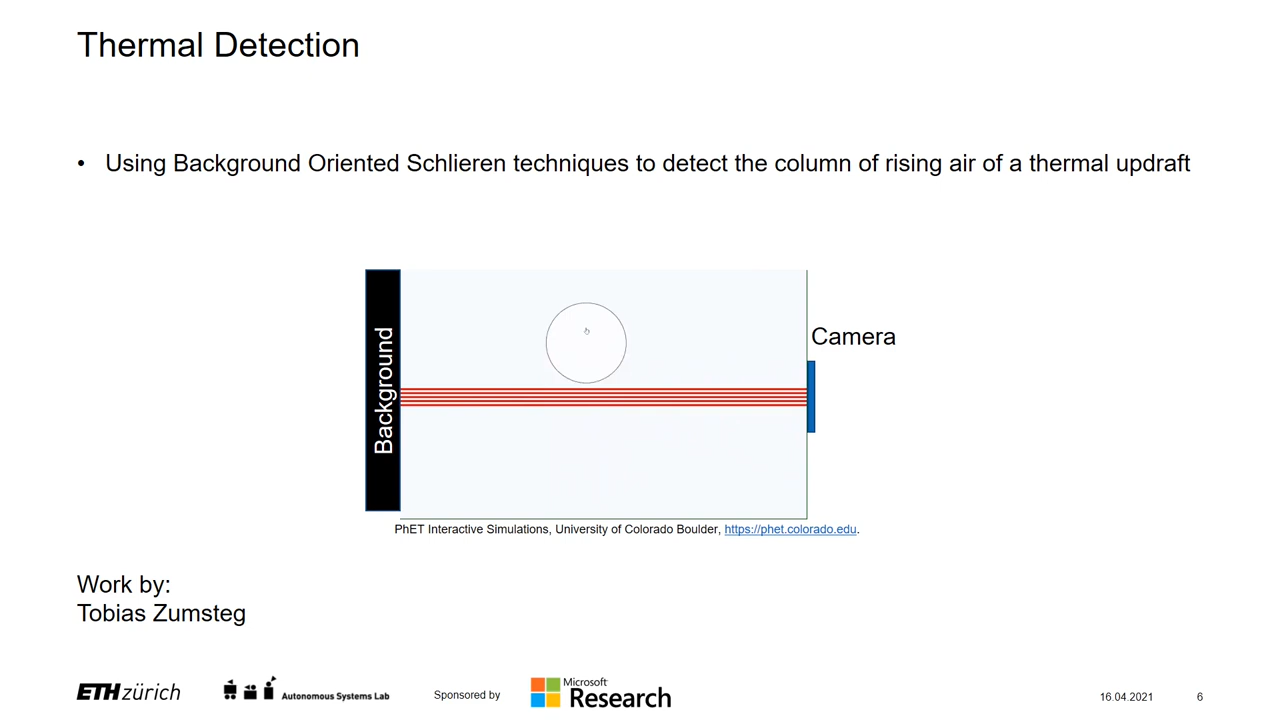 Thermal Detection
• Using Background Oriented Schlieren techniques to detect the column of rising air of a thermal updraft
Background
Camera
PhET Interactive Simulations, University of Colorado Boulder, https://phet.colorado.edu.
Work by:
Tobias Zumsteg
ETH zürich
Autonomous Systems Lab
Sponsored by
Microsoft
Research
16.04.2021
6